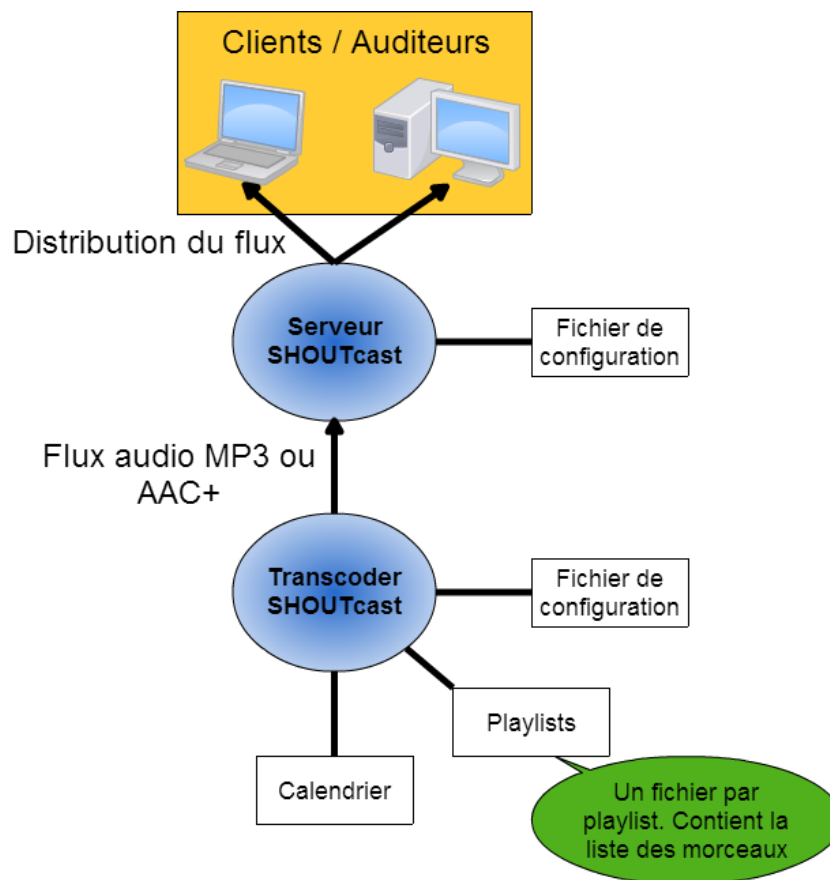 Clients / Auditeurs
Distribution du flux
Serveur
SHOUTcast
Fichier de
configuration
Flux audio MP3 ou
AAC+
Transcoder
SHOUTcast
Fichier de
configuration
Playlists
Calendrier
Un fichier par
playlist. Contient la
liste des morceaux